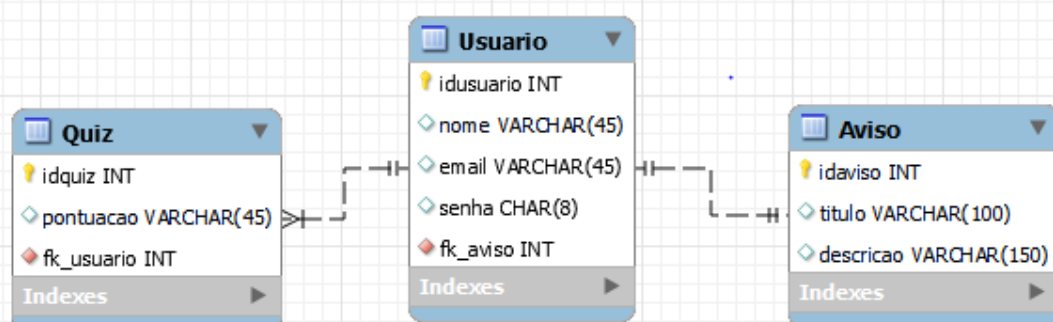 Quiz
idquiz INT
pontuacao VARCHAR(45)
fk_usuario INT
Indexes
Usuario
idusuario INT
nome VARCHAR(45)
email VARCHAR(45)
senha CHAR(8)
fk_aviso INT
Indexes
Aviso
idaviso INT
titulo VARCHAR(100)
descricao VARCHAR(150)
Indexes